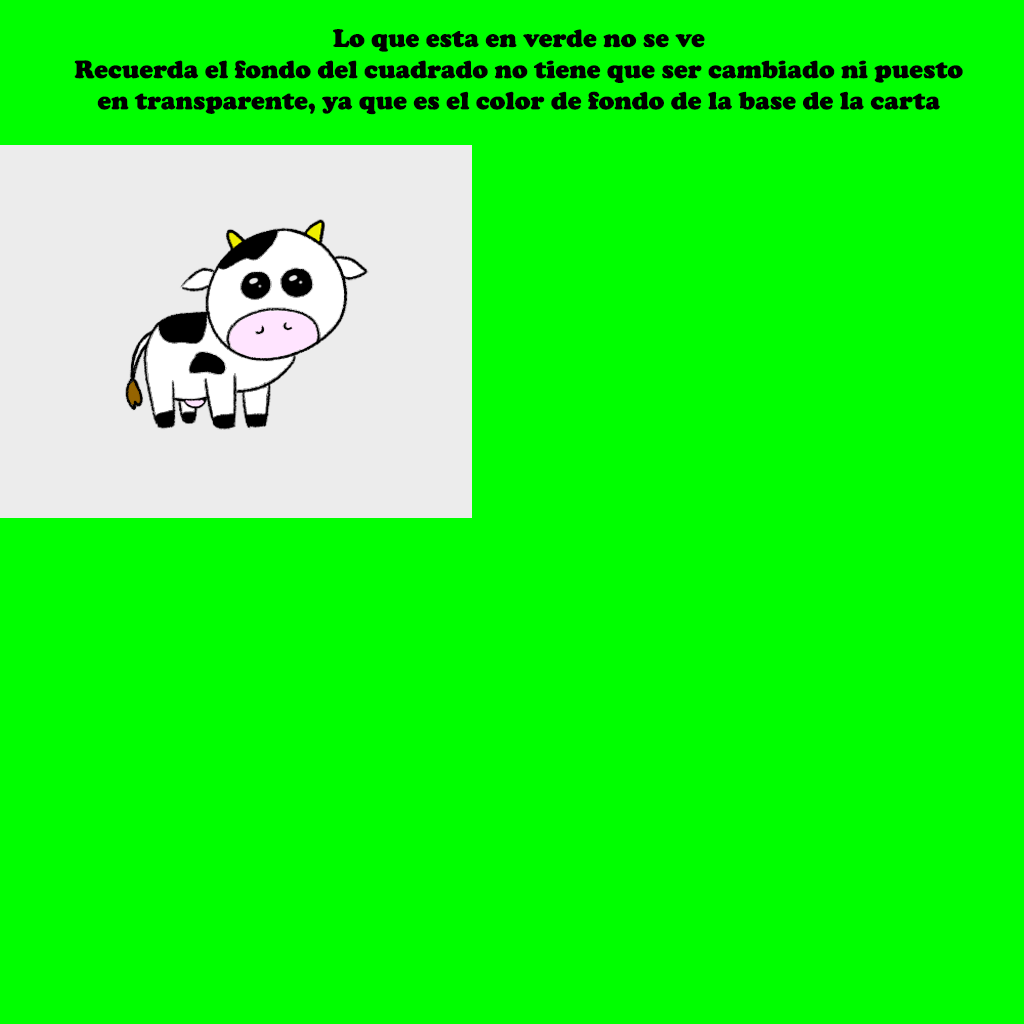 Lo que esta en verde no se ve
Recuerda el fondo del cuadrado no tiene que ser cambiado ni puesto
en transparente, ya que es el color de fondo de la base de la carta